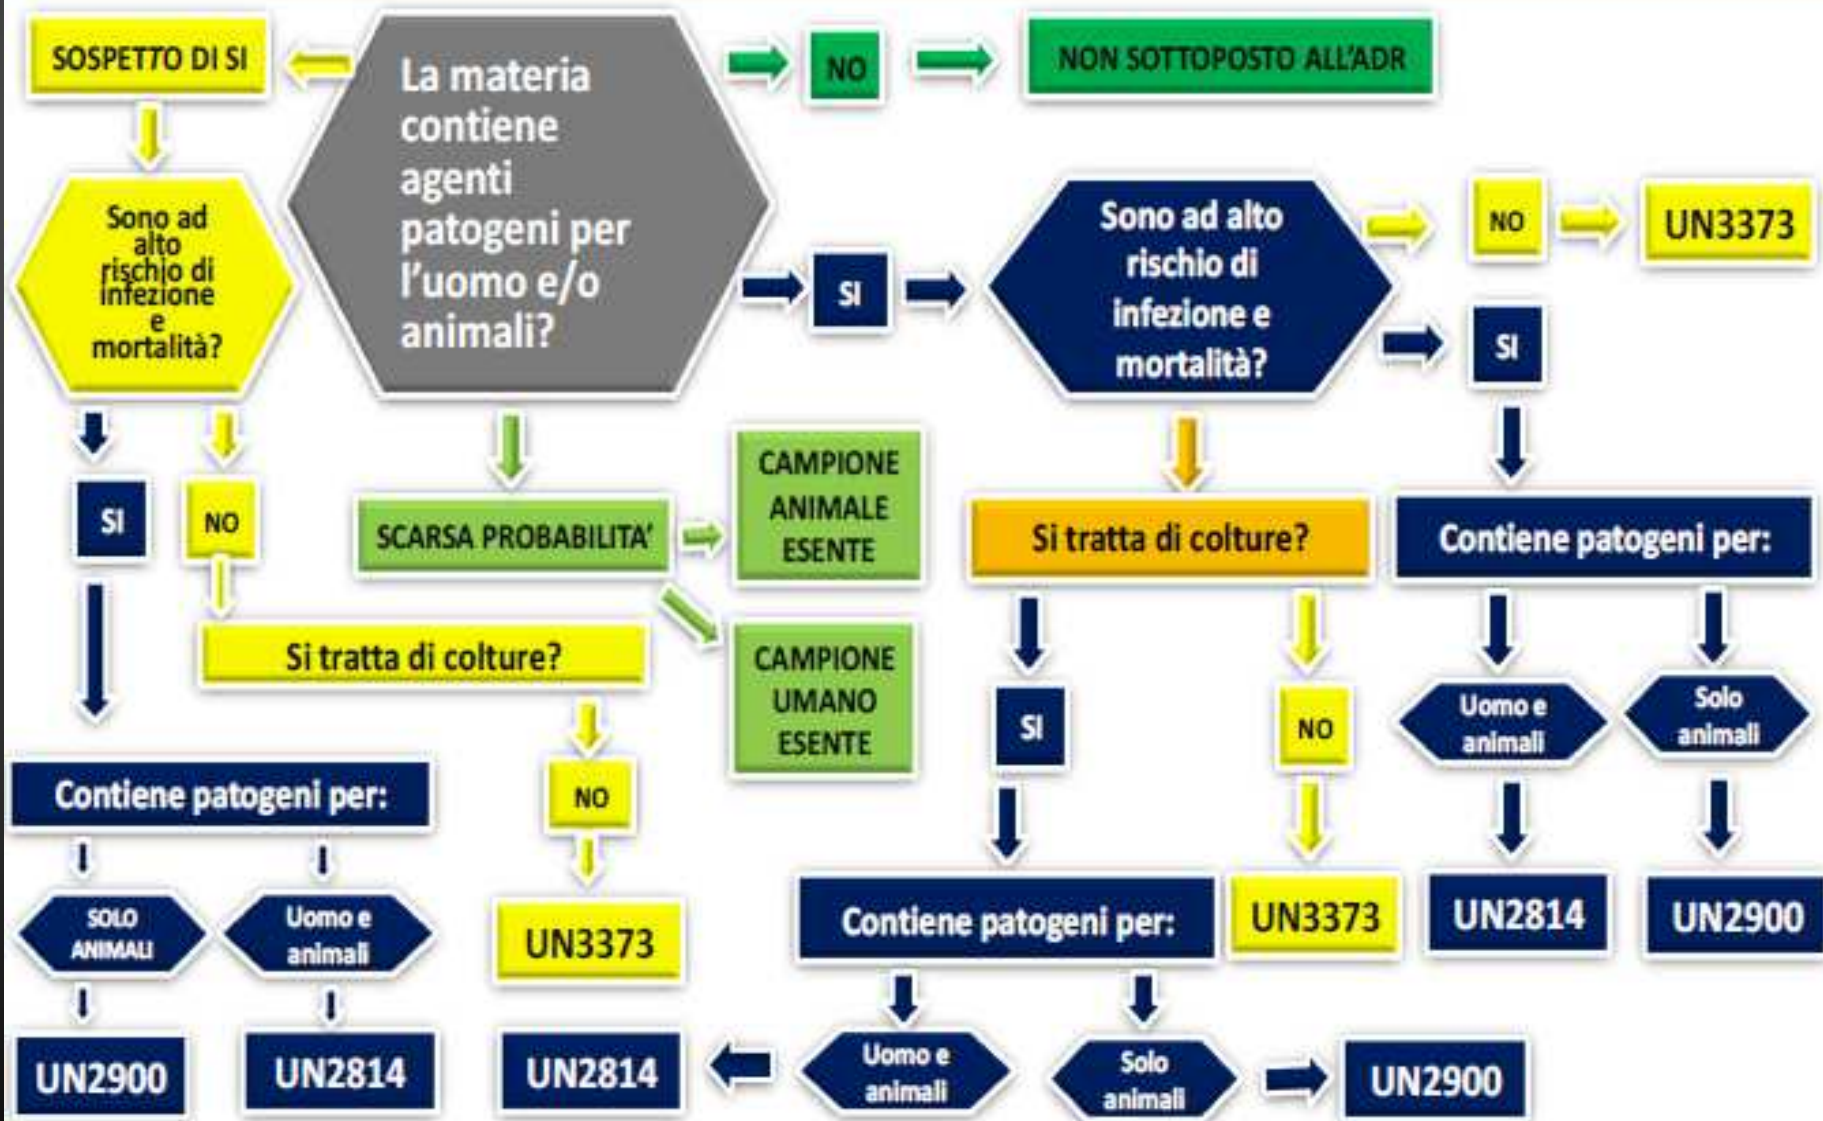 SOSPETTO DI SI
La materia
contiene
agenti
patogeni per
l'uomo e/o
animali?
NO
NON SOTTOPOSTO ALL'ADR
Sono ad
alto
rischio di
infezione
e
mortalità?
SI
Sono ad alto
rischio di
infezione e
mortalità?
NO
UN3373
SI
SI
NO
SCARSA PROBABILITA'
CAMPIONE
ANIMALE
ESENTE
Si tratta di colture?
Contiene patogeni per:
Si tratta di colture?
CAMPIONE
UMANO
ESENTE
SI
NO
Uomo e
animali
Solo
animali
Contiene patogeni per:
NO
SOLO
ANIMALI
Uomo e
animali
UN3373
Contiene patogeni per:
UN3373
UN2814
UN2900
UN2900
UN2814
UN2814
Uomo e
animali
Solo
animali
UN2900